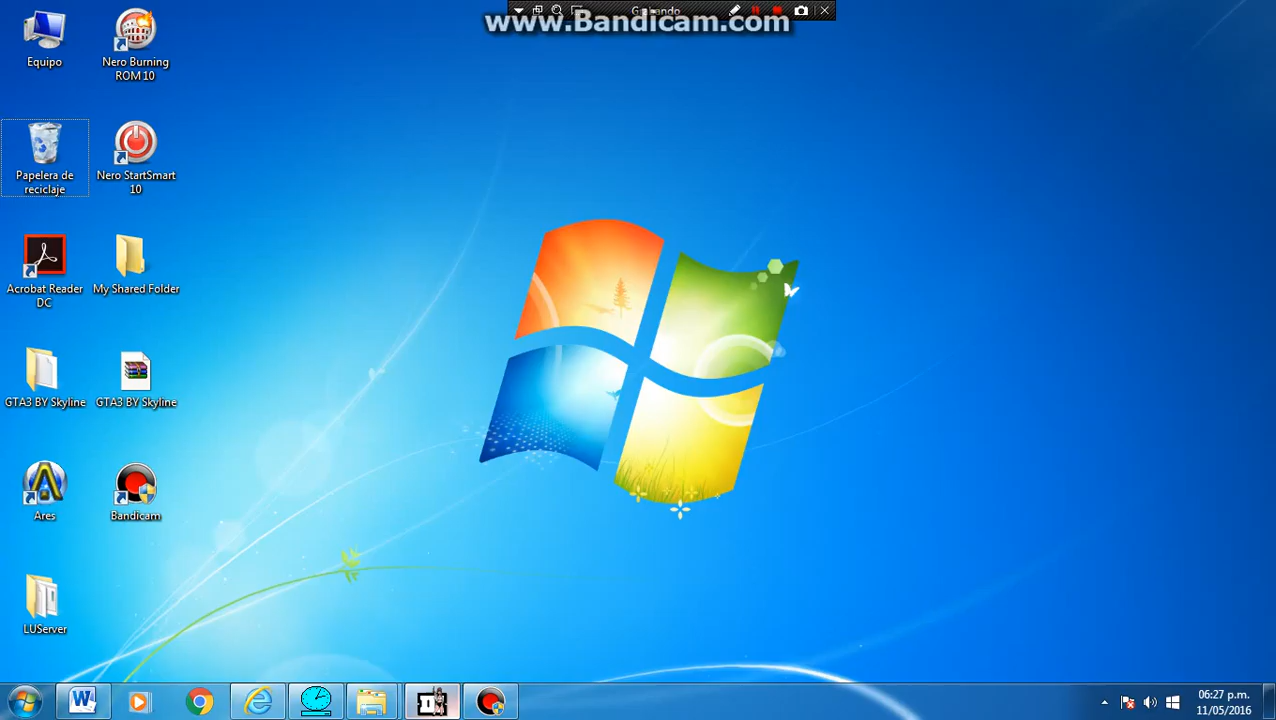 www.Bandicam.com
Equipo
Nero Burning
ROM 10
Papelera de
reciclaje
Nero StartSmart
10
Acrobat Reader
DC
My Shared Folder
GTA3 BY Skyline
GTA3 BY Skyline
Ares
Bandicam
LUServer
06:27 p.m.
11/05/2016